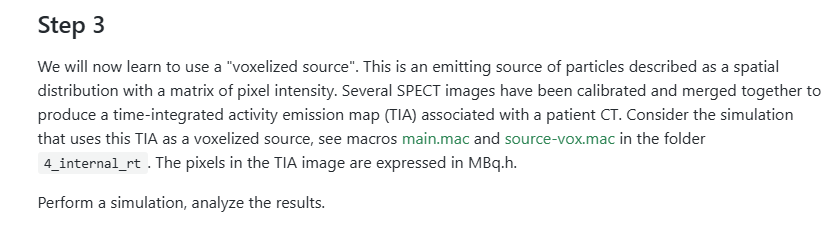 Step 3
We will now learn to use a "voxelized source". This is an emitting source of particles described as a spatial
distribution with a matrix of pixel intensity. Several SPECT images have been calibrated and merged together to
produce a time-integrated activity emission map (TIA) associated with a patient CT. Consider the simulation
that uses this TIA as a voxelized source, see macros main.mac and source-vox.mac in the folder
4_internal_rt . The pixels in the TIA image are expressed in MBq.h.
Perform a simulation, analyze the results.